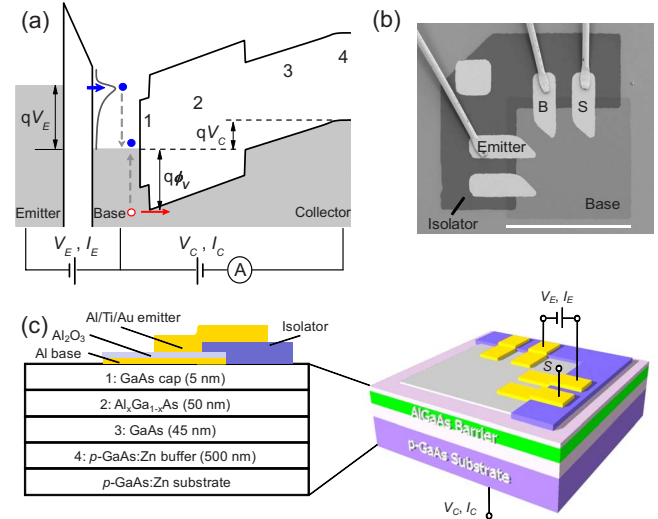 (a)
qV_E
1
2
3
4
qV_C
qϕ_v
Emitter
Base
Collector
V_E , I_E
V_C , I_C
A
(b)
B
S
Emitter
Base
Isolator
(c)
Al/Ti/Au emitter
Al₂O₃
Isolator
Al base
1: GaAs cap (5 nm)
2: AlₓGa₁₋ₓAs (50 nm)
3: GaAs (45 nm)
4: p-GaAs:Zn buffer (500 nm)
p-GaAs:Zn substrate
V_E, I_E
S
AlGaAs Barrier
p-GaAs Substrate
V_C, I_C